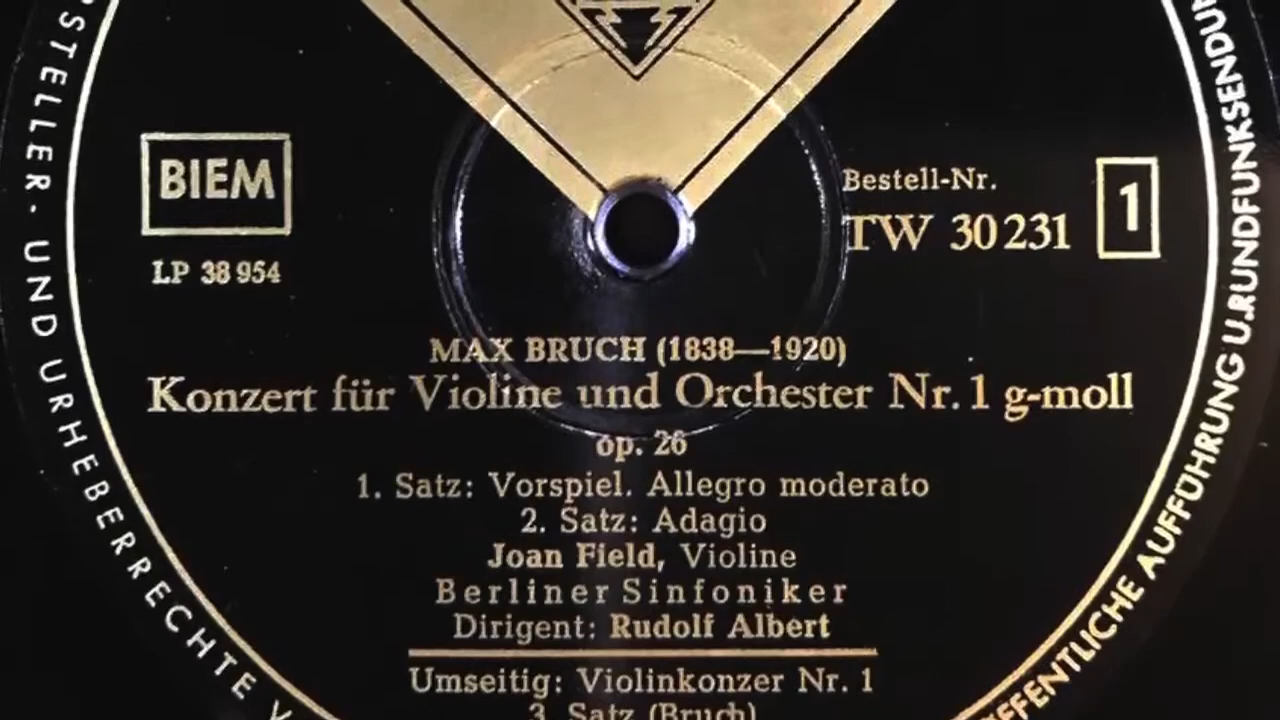 BIEM
LP 38 954
Bestell-Nr.
TW 30 231
1
MAX BRUCH (1838—1920)
Konzert für Violine und Orchester Nr. 1 g-moll
op. 26
1. Satz: Vorspiel. Allegro moderato
2. Satz: Adagio
Joan Field, Violine
Berliner Sinfoniker
Dirigent: Rudolf Albert
Umseitig: Violinkonzer Nr. 1
3. Satz (Bruch)
UND URHEBERRECHTE
AUFFÜHRUNG U. RUNDFUNKSENDUN